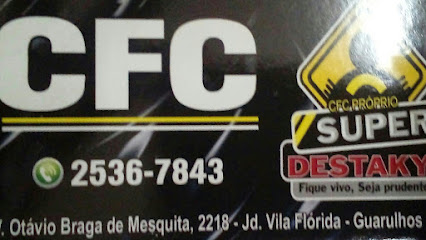 CFC
CFC PRÓPRIO
SUPER
DESTAKY
Fique vivo, Seja prudente
2536-7843
. Otávio Braga de Mesquita, 2218 - Jd. Vila Flórida - Guarulhos